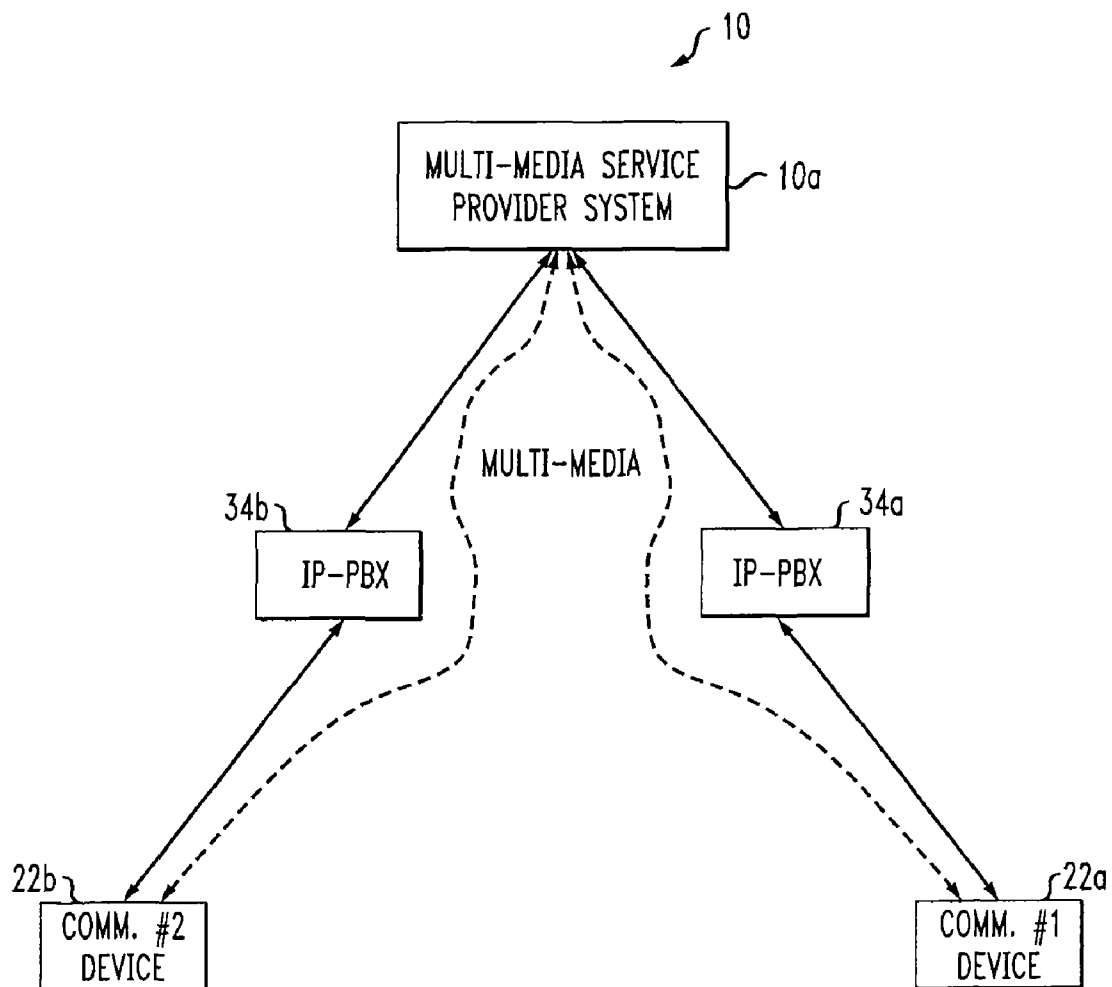 10
MULTI-MEDIA SERVICE
PROVIDER SYSTEM
10a
MULTI-MEDIA
34b
IP-PBX
34a
IP-PBX
22b
COMM. #2
DEVICE
22a
COMM. #1
DEVICE